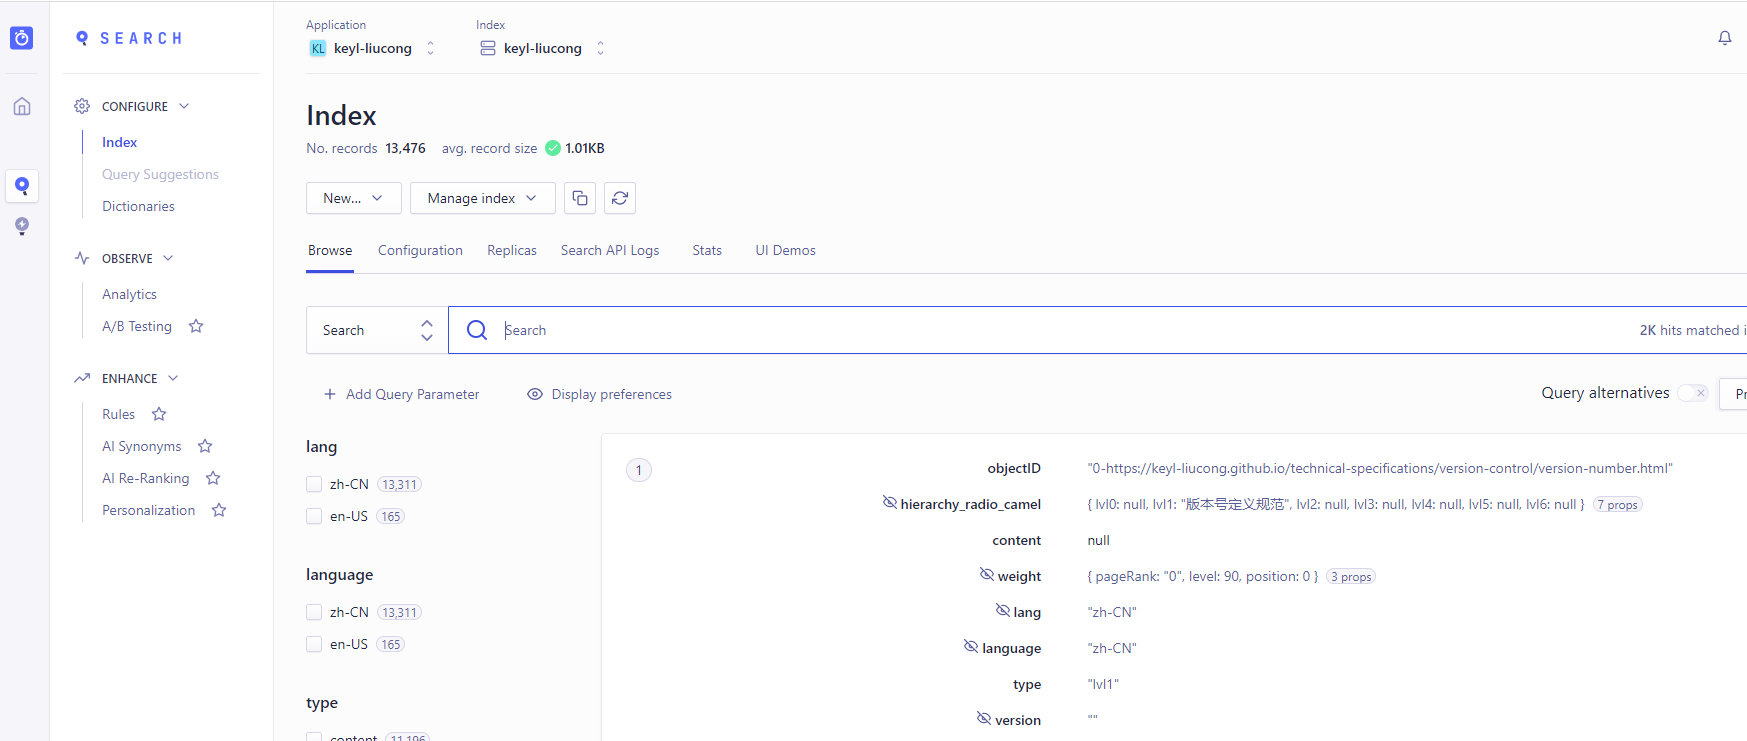 SEARCH
CONFIGURE
Index
Query Suggestions
Dictionaries
OBSERVE
Analytics
A/B Testing
ENHANCE
Rules
AI Synonyms
AI Re-Ranking
Personalization
Application
KL keyl-liucong
Index
keyl-liucong
Index
No. records 13,476 avg. record size 1.01KB
New... Manage index
Browse Configuration Replicas Search API Logs Stats UI Demos
Search Search 2K hits matched i
Add Query Parameter Display preferences Query alternatives Pr
lang
zh-CN 13,311
en-US 165
language
zh-CN 13,311
en-US 165
type
content 11,196
1
objectID "0-https://keyl-liucong.github.io/technical-specifications/version-control/version-number.html"
hierarchy_radio_camel { lvl0: null, lvl1: "版本号定义规范", lvl2: null, lvl3: null, lvl4: null, lvl5: null, lvl6: null } 7 props
content null
weight { pageRank: "0", level: 90, position: 0 } 3 props
lang "zh-CN"
language "zh-CN"
type "lvl1"
version ""